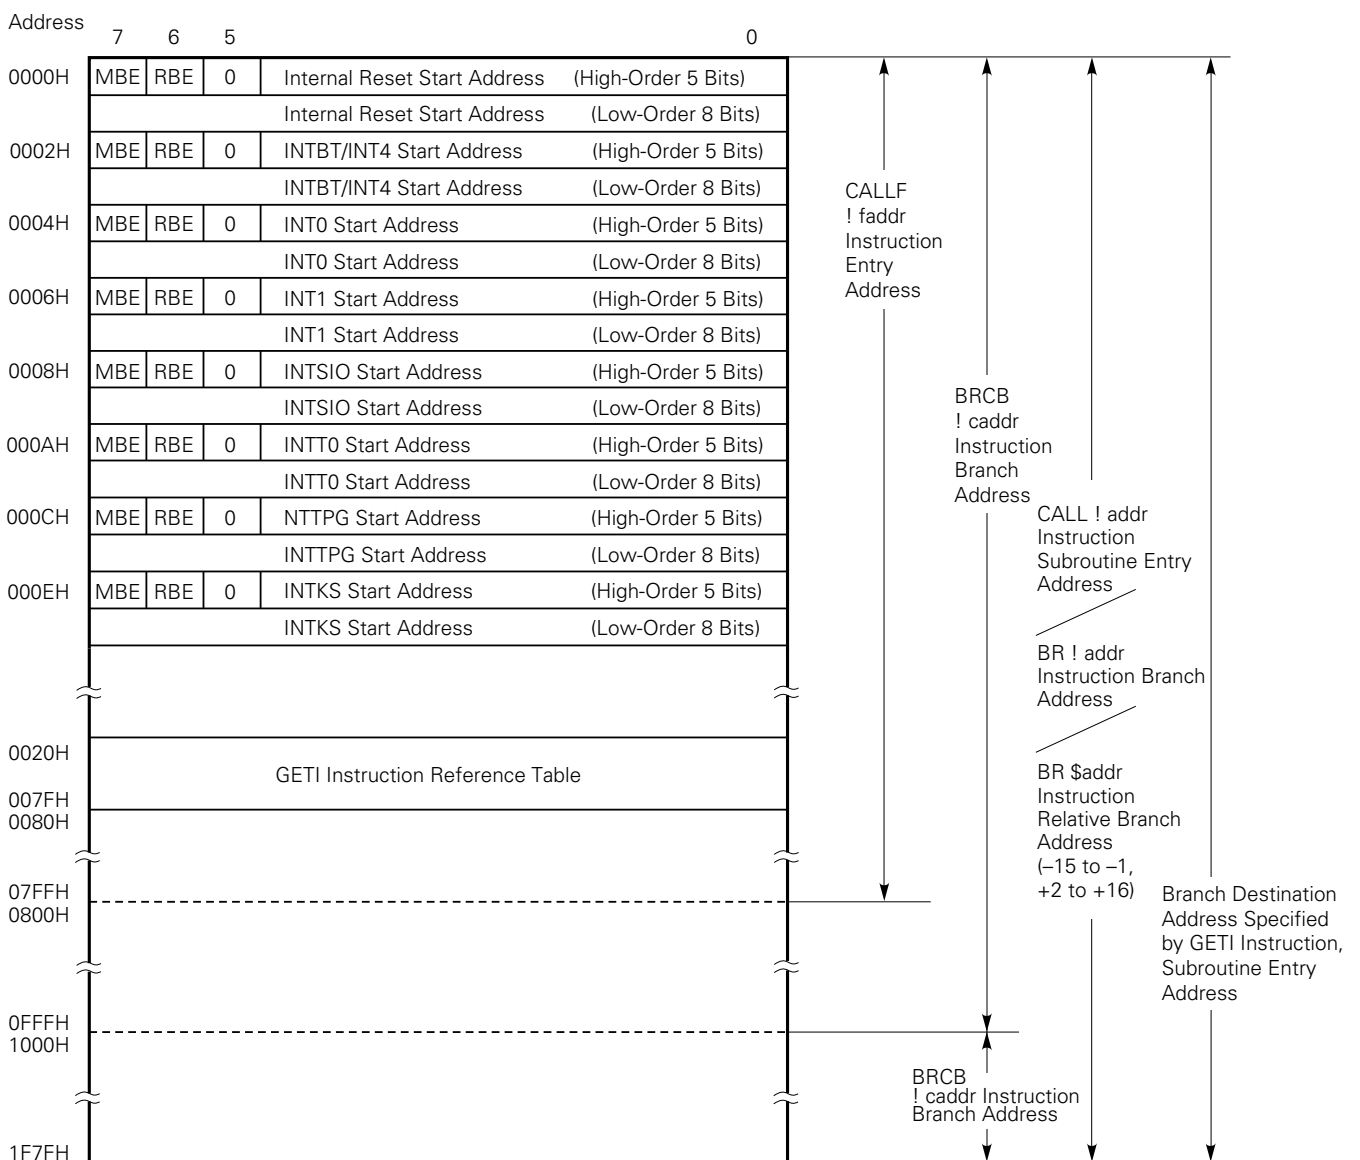 Address
7 6 5 0
0000H MBE RBE 0 Internal Reset Start Address (High-Order 5 Bits)
Internal Reset Start Address (Low-Order 8 Bits)
0002H MBE RBE 0 INTBT/INT4 Start Address (High-Order 5 Bits)
INTBT/INT4 Start Address (Low-Order 8 Bits)
0004H MBE RBE 0 INT0 Start Address (High-Order 5 Bits)
INT0 Start Address (Low-Order 8 Bits)
0006H MBE RBE 0 INT1 Start Address (High-Order 5 Bits)
INT1 Start Address (Low-Order 8 Bits)
0008H MBE RBE 0 INTSIO Start Address (High-Order 5 Bits)
INTSIO Start Address (Low-Order 8 Bits)
000AH MBE RBE 0 INTT0 Start Address (High-Order 5 Bits)
INTT0 Start Address (Low-Order 8 Bits)
000CH MBE RBE 0 NTTPG Start Address (High-Order 5 Bits)
INTTPG Start Address (Low-Order 8 Bits)
000EH MBE RBE 0 INTKS Start Address (High-Order 5 Bits)
INTKS Start Address (Low-Order 8 Bits)
0020H
GETI Instruction Reference Table
007FH
0080H
07FFH
0800H
0FFFH
1000H
1F7FH
CALLF
! faddr
Instruction
Entry
Address
BRCB
! caddr
Instruction
Branch
Address
CALL ! addr
Instruction
Subroutine Entry
Address
BR ! addr
Instruction Branch
Address
BR $addr
Instruction
Relative Branch
Address
(–15 to –1,
+2 to +16)
Branch Destination
Address Specified
by GETI Instruction,
Subroutine Entry
Address
BRCB
! caddr Instruction
Branch Address